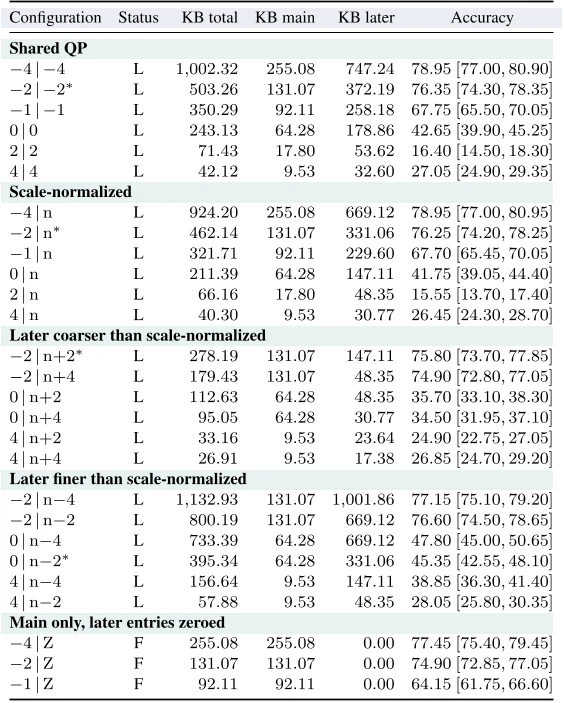 Configuration Status KB total KB main KB later Accuracy
Shared QP
−4 | −4 L 1,002.32 255.08 747.24 78.95 [77.00, 80.90]
−2 | −2* L 503.26 131.07 372.19 76.35 [74.30, 78.35]
−1 | −1 L 350.29 92.11 258.18 67.75 [65.50, 70.05]
0 | 0 L 243.13 64.28 178.86 42.65 [39.90, 45.25]
2 | 2 L 71.43 17.80 53.62 16.40 [14.50, 18.30]
4 | 4 L 42.12 9.53 32.60 27.05 [24.90, 29.35]
Scale-normalized
−4 | n L 924.20 255.08 669.12 78.95 [77.00, 80.95]
−2 | n* L 462.14 131.07 331.06 76.25 [74.20, 78.25]
−1 | n L 321.71 92.11 229.60 67.70 [65.45, 70.05]
0 | n L 211.39 64.28 147.11 41.75 [39.05, 44.40]
2 | n L 66.16 17.80 48.35 15.55 [13.70, 17.40]
4 | n L 40.30 9.53 30.77 26.45 [24.30, 28.70]
Later coarser than scale-normalized
−2 | n+2* L 278.19 131.07 147.11 75.80 [73.70, 77.85]
−2 | n+4 L 179.43 131.07 48.35 74.90 [72.80, 77.05]
0 | n+2 L 112.63 64.28 48.35 35.70 [33.10, 38.30]
0 | n+4 L 95.05 64.28 30.77 34.50 [31.95, 37.10]
4 | n+2 L 33.16 9.53 23.64 24.90 [22.75, 27.05]
4 | n+4 L 26.91 9.53 17.38 26.85 [24.70, 29.20]
Later finer than scale-normalized
−2 | n−4 L 1,132.93 131.07 1,001.86 77.15 [75.10, 79.20]
−2 | n−2 L 800.19 131.07 669.12 76.60 [74.50, 78.65]
0 | n−4 L 733.39 64.28 669.12 47.80 [45.00, 50.65]
0 | n−2* L 395.34 64.28 331.06 45.35 [42.55, 48.10]
4 | n−4 L 156.64 9.53 147.11 38.85 [36.30, 41.40]
4 | n−2 L 57.88 9.53 48.35 28.05 [25.80, 30.35]
Main only, later entries zeroed
−4 | Z F 255.08 255.08 0.00 77.45 [75.40, 79.45]
−2 | Z F 131.07 131.07 0.00 74.90 [72.85, 77.05]
−1 | Z F 92.11 92.11 0.00 64.15 [61.75, 66.60]